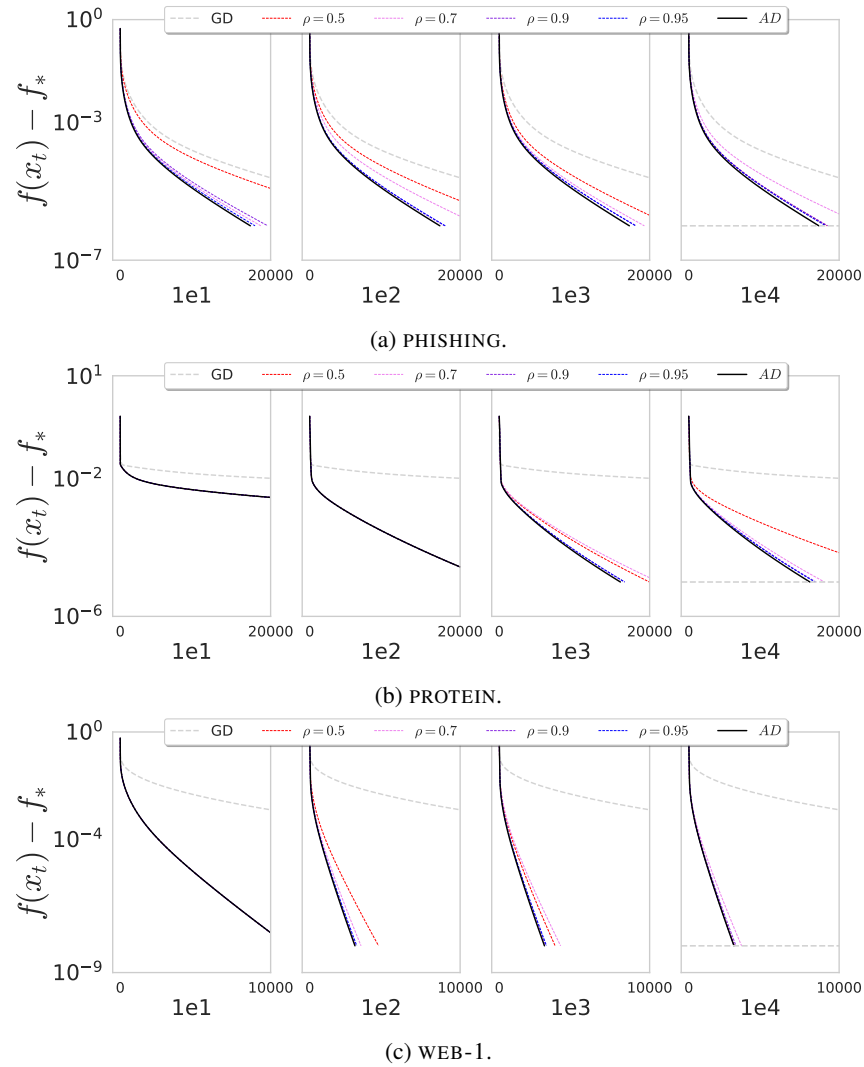 10^0
GD ρ = 0.5 ρ = 0.7 ρ = 0.9 ρ = 0.95 AD
f(x_t) − f_*
10^{-3}
10^{-7}
0 20000 0 20000 0 20000 0 20000
1e1 1e2 1e3 1e4
(a) PHISHING.
10^1
GD ρ = 0.5 ρ = 0.7 ρ = 0.9 ρ = 0.95 AD
f(x_t) − f_*
10^{-2}
10^{-6}
0 20000 0 20000 0 20000 0 20000
1e1 1e2 1e3 1e4
(b) PROTEIN.
10^0
GD ρ = 0.5 ρ = 0.7 ρ = 0.9 ρ = 0.95 AD
f(x_t) − f_*
10^{-4}
10^{-9}
0 10000 0 10000 0 10000 0 10000
1e1 1e2 1e3 1e4
(c) WEB-1.